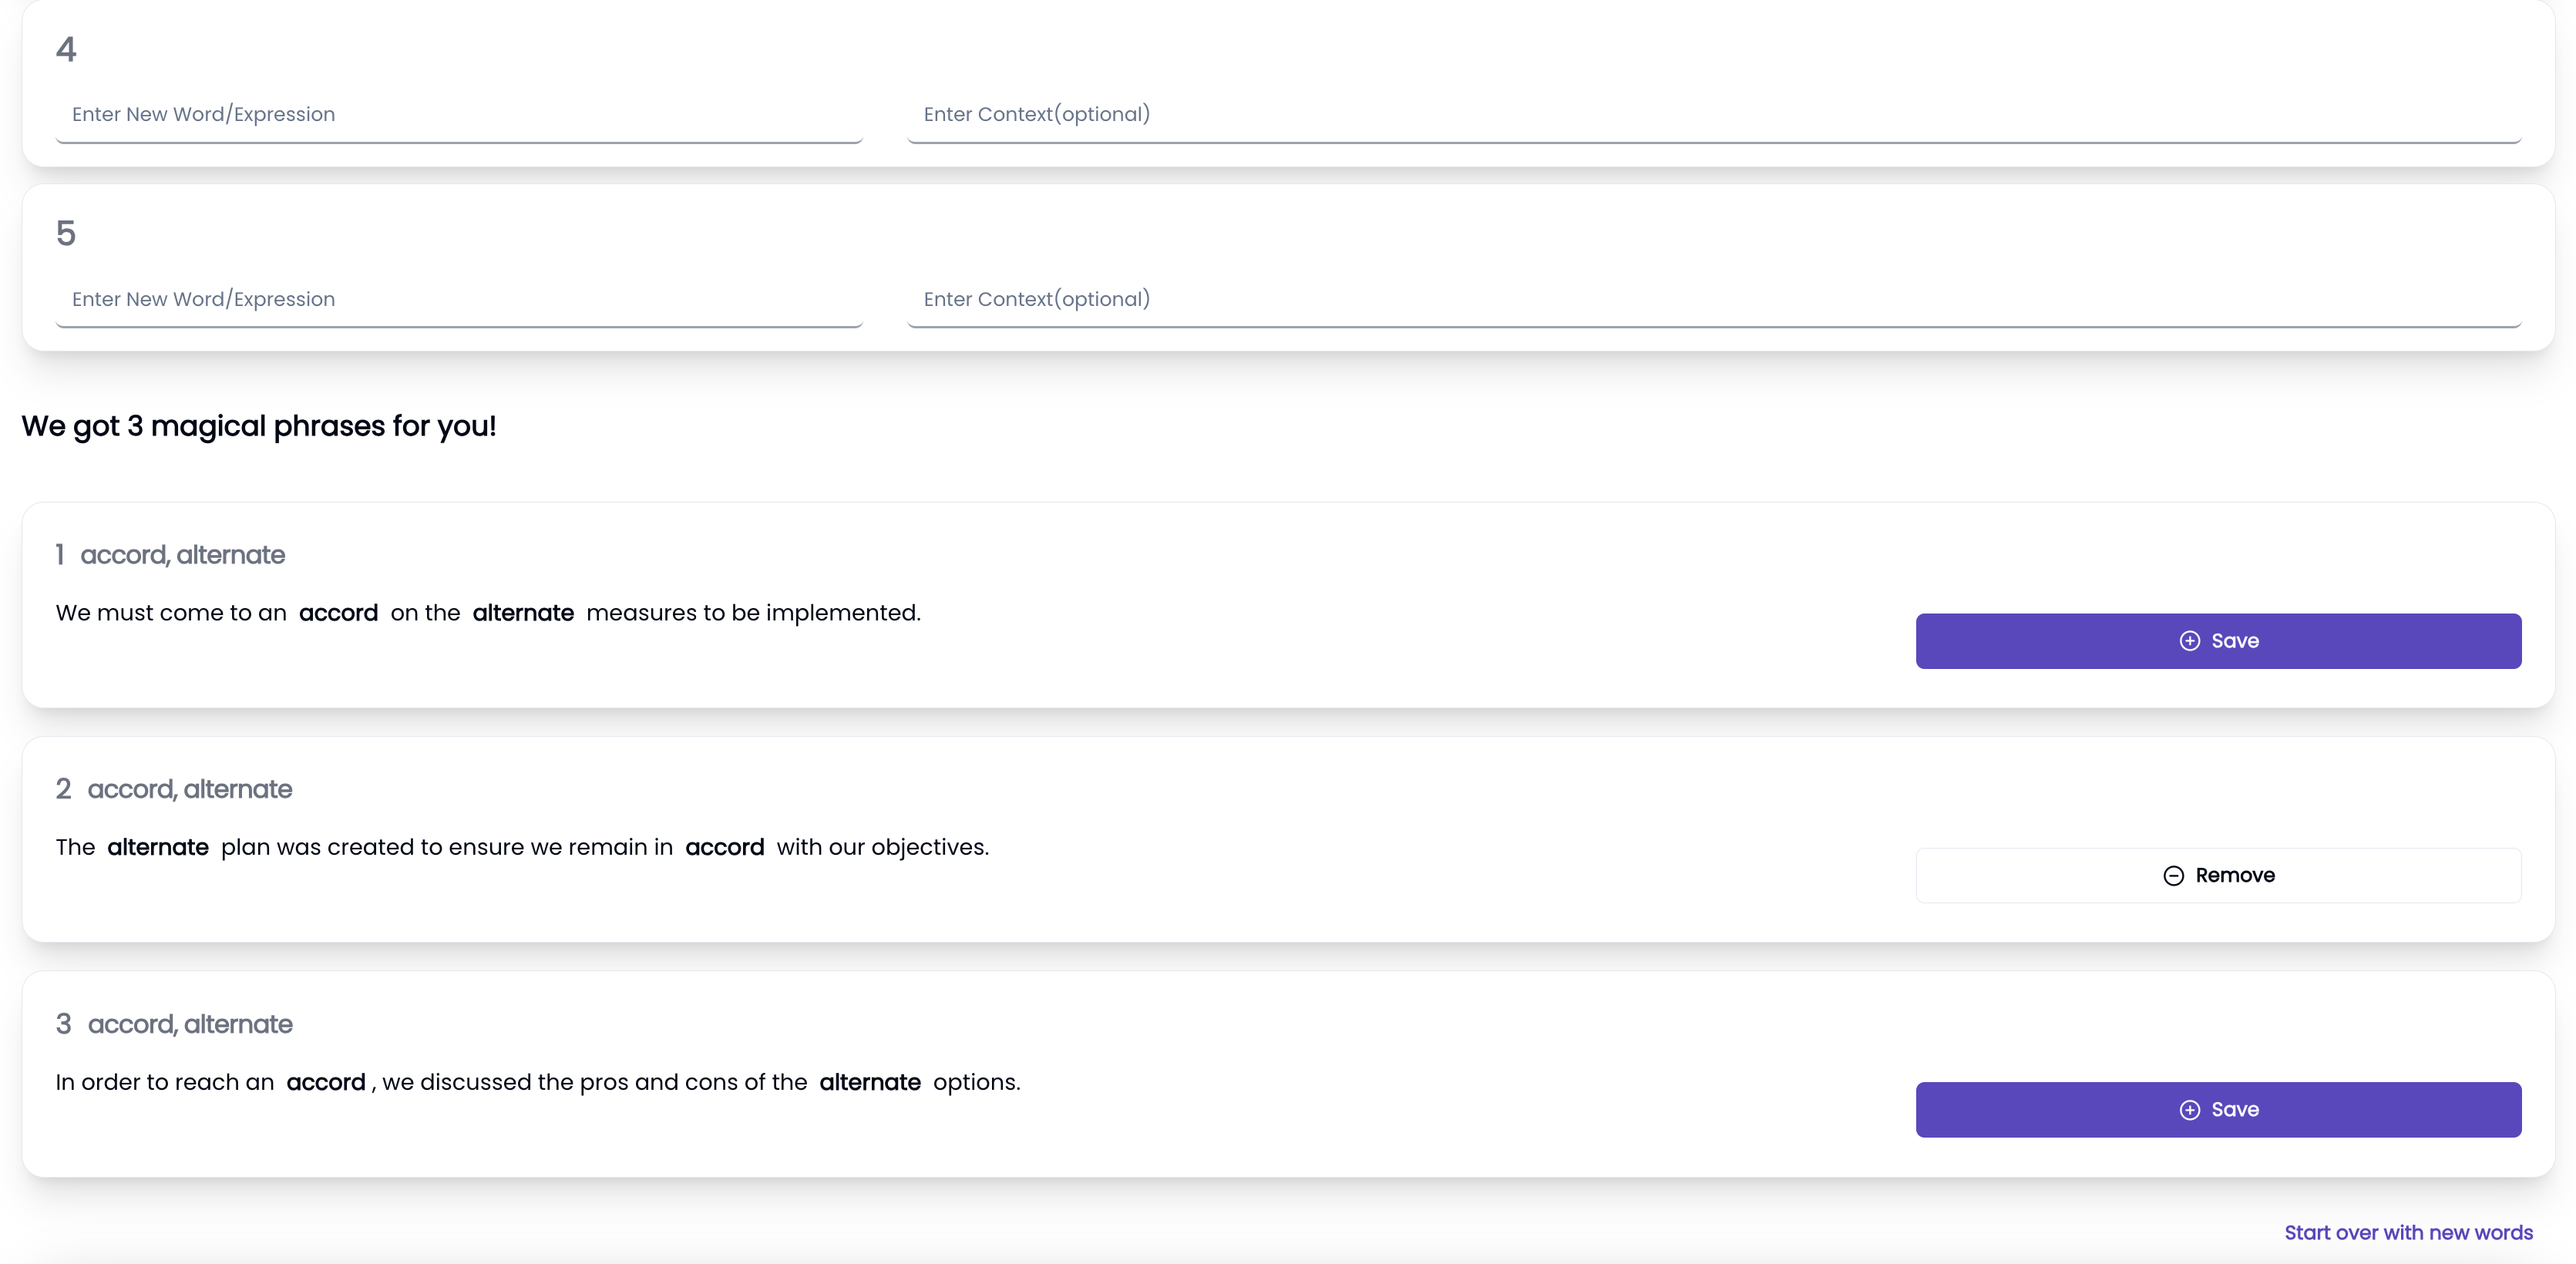 4
Enter New Word/Expression Enter Context(optional)
5
Enter New Word/Expression Enter Context(optional)
We got 3 magical phrases for you!
1 accord, alternate
We must come to an accord on the alternate measures to be implemented.
Save
2 accord, alternate
The alternate plan was created to ensure we remain in accord with our objectives.
Remove
3 accord, alternate
In order to reach an accord , we discussed the pros and cons of the alternate options.
Save
Start over with new words